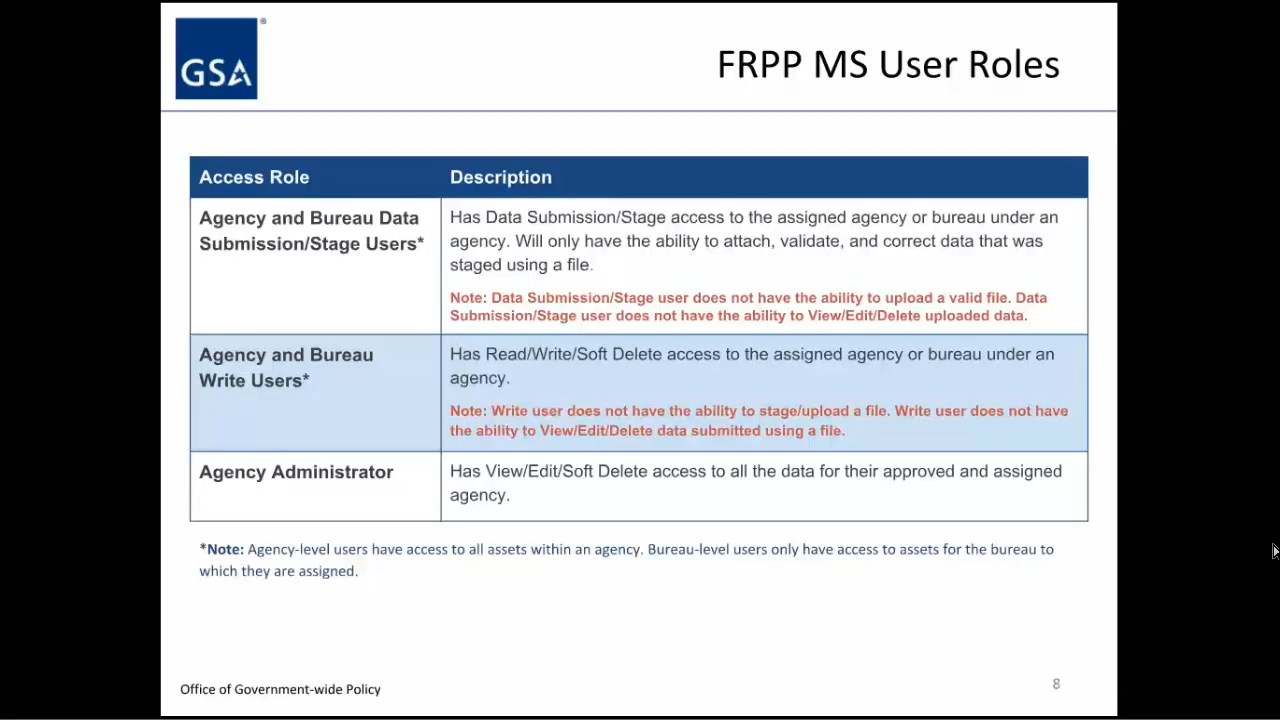 GSA
®
FRPP MS User Roles
Access Role
Description
Agency and Bureau Data
Submission/Stage Users*
Has Data Submission/Stage access to the assigned agency or bureau under an
agency. Will only have the ability to attach, validate, and correct data that was
staged using a file.
Note: Data Submission/Stage user does not have the ability to upload a valid file. Data
Submission/Stage user does not have the ability to View/Edit/Delete uploaded data.
Agency and Bureau
Write Users*
Has Read/Write/Soft Delete access to the assigned agency or bureau under an
agency.
Note: Write user does not have the ability to stage/upload a file. Write user does not have
the ability to View/Edit/Delete data submitted using a file.
Agency Administrator
Has View/Edit/Soft Delete access to all the data for their approved and assigned
agency.
*Note: Agency-level users have access to all assets within an agency. Bureau-level users only have access to assets for the bureau to
which they are assigned.
Office of Government-wide Policy
8